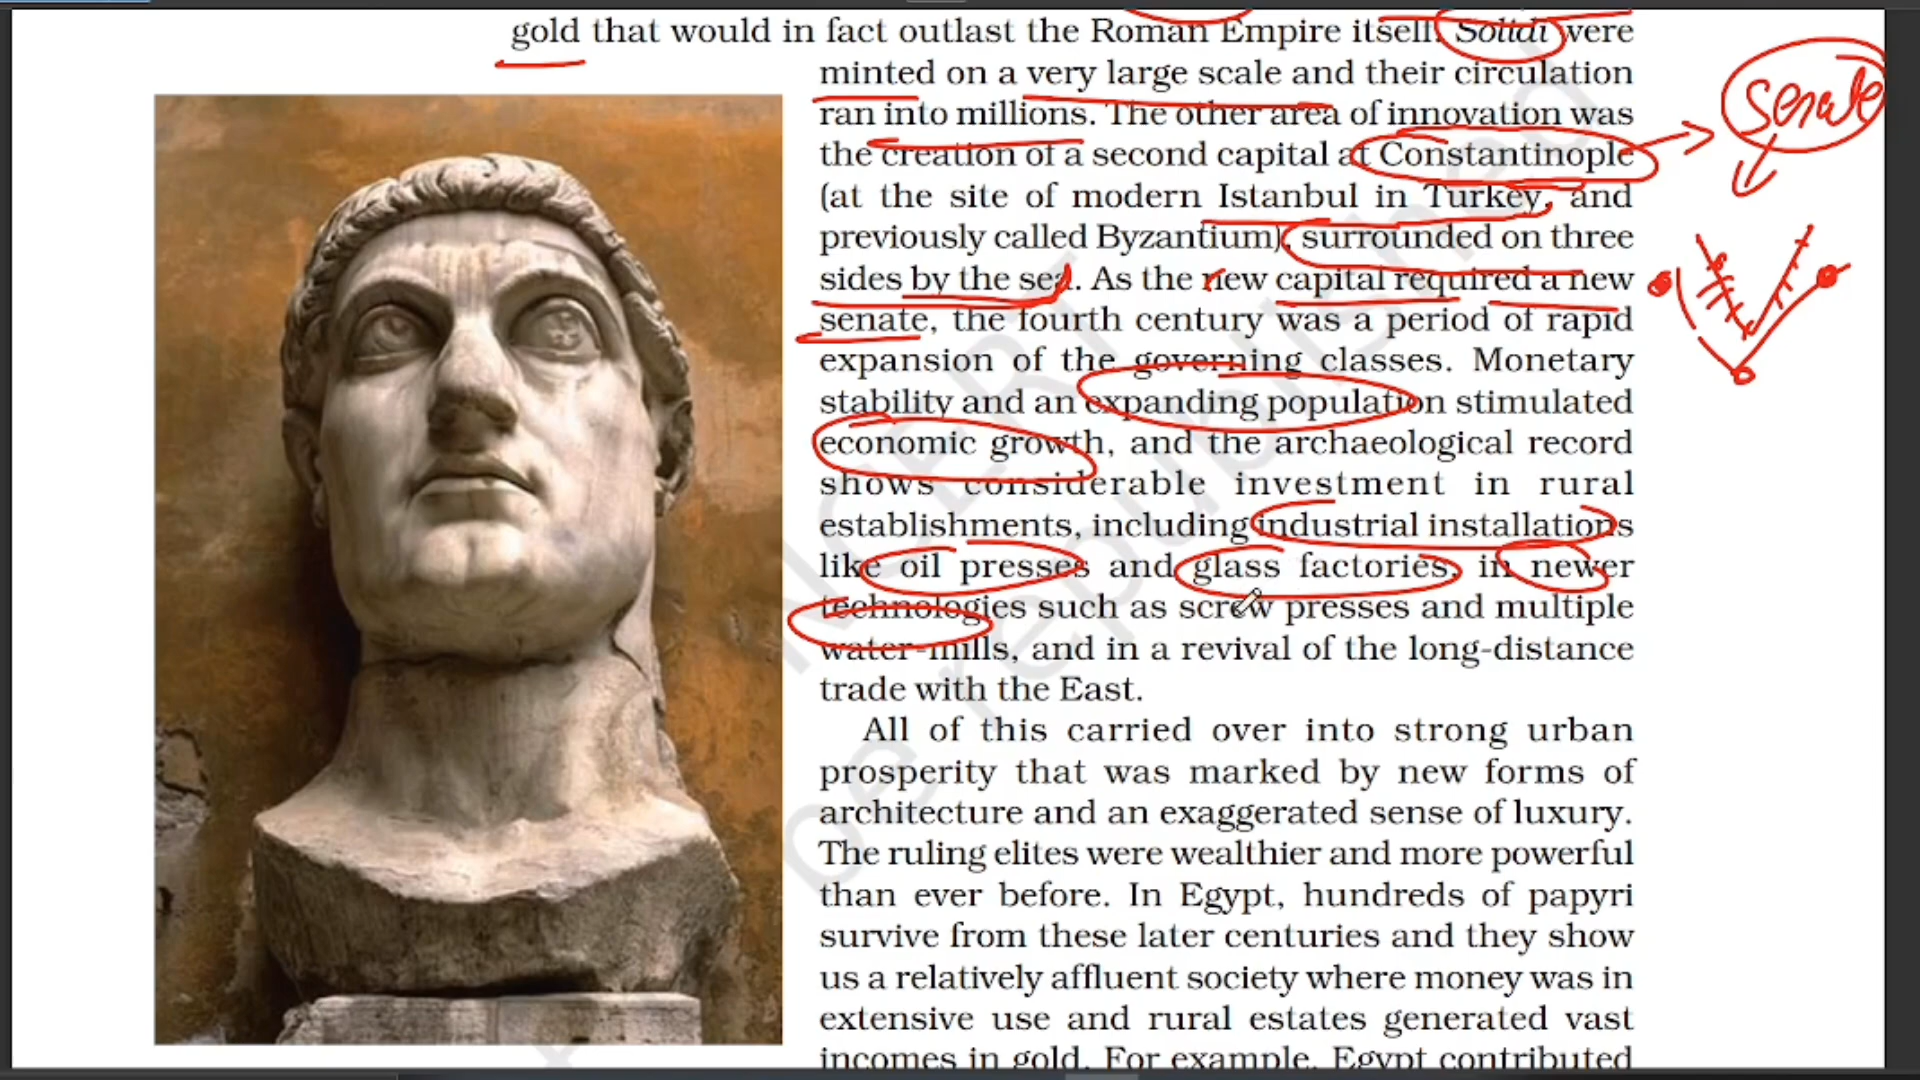 gold that would in fact outlast the Roman Empire itself. Solidi were
minted on a very large scale and their circulation
ran into millions. The other area of innovation was
the creation of a second capital at Constantinople
(at the site of modern Istanbul in Turkey, and
previously called Byzantium), surrounded on three
sides by the sea. As the new capital required a new
senate, the fourth century was a period of rapid
expansion of the governing classes. Monetary
stability and an expanding population stimulated
economic growth, and the archaeological record
shows considerable investment in rural
establishments, including industrial installations
like oil presses and glass factories, in newer
technologies such as screw presses and multiple
water-mills, and in a revival of the long-distance
trade with the East.
All of this carried over into strong urban
prosperity that was marked by new forms of
architecture and an exaggerated sense of luxury.
The ruling elites were wealthier and more powerful
than ever before. In Egypt, hundreds of papyri
survive from these later centuries and they show
us a relatively affluent society where money was in
extensive use and rural estates generated vast
incomes in gold. For example, Egypt contributed
Senate
NCERT
be republished